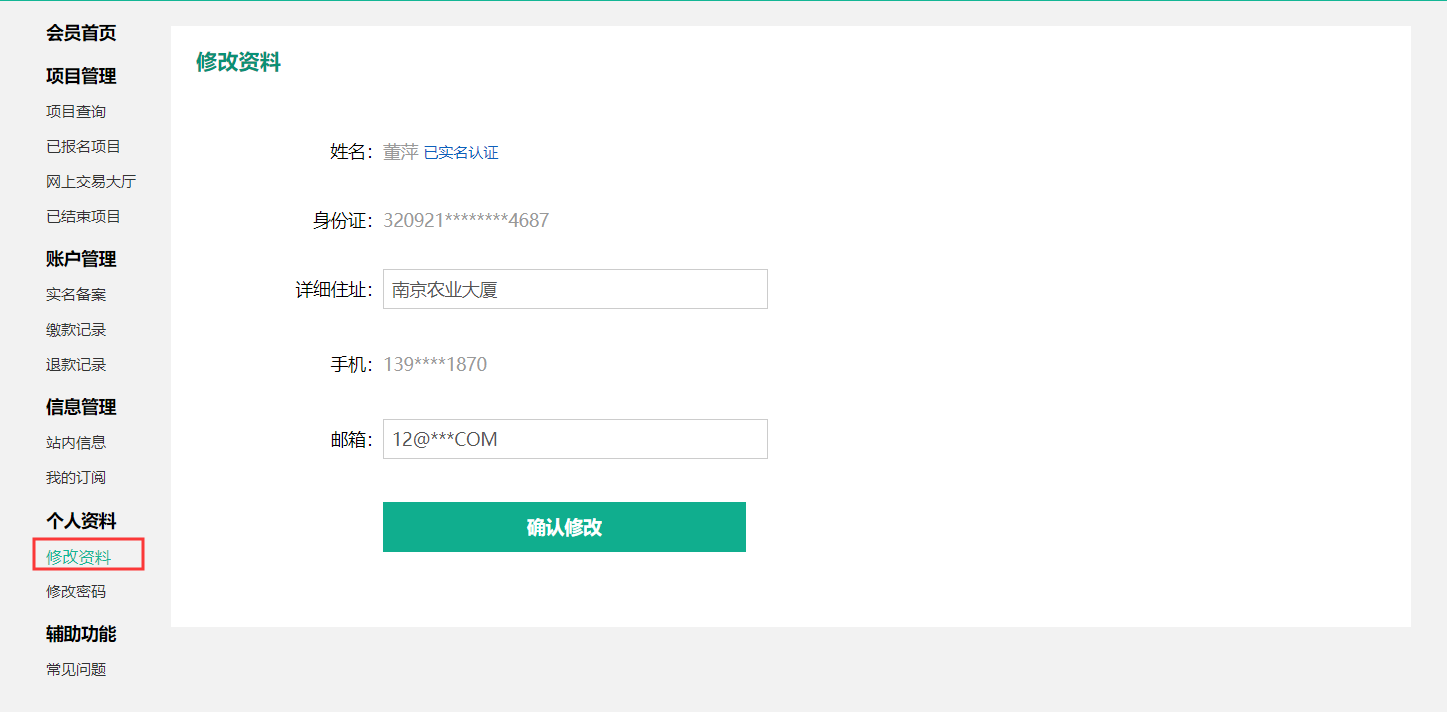 会员首页
项目管理
项目查询
已报名项目
网上交易大厅
已结束项目
账户管理
实名备案
缴款记录
退款记录
信息管理
站内信息
我的订阅
个人资料
修改资料
修改密码
辅助功能
常见问题
修改资料
姓名： 董萍 已实名认证
身份证： 320921********4687
详细住址： 南京农业大厦
手机： 139****1870
邮箱： 12@***COM
确认修改